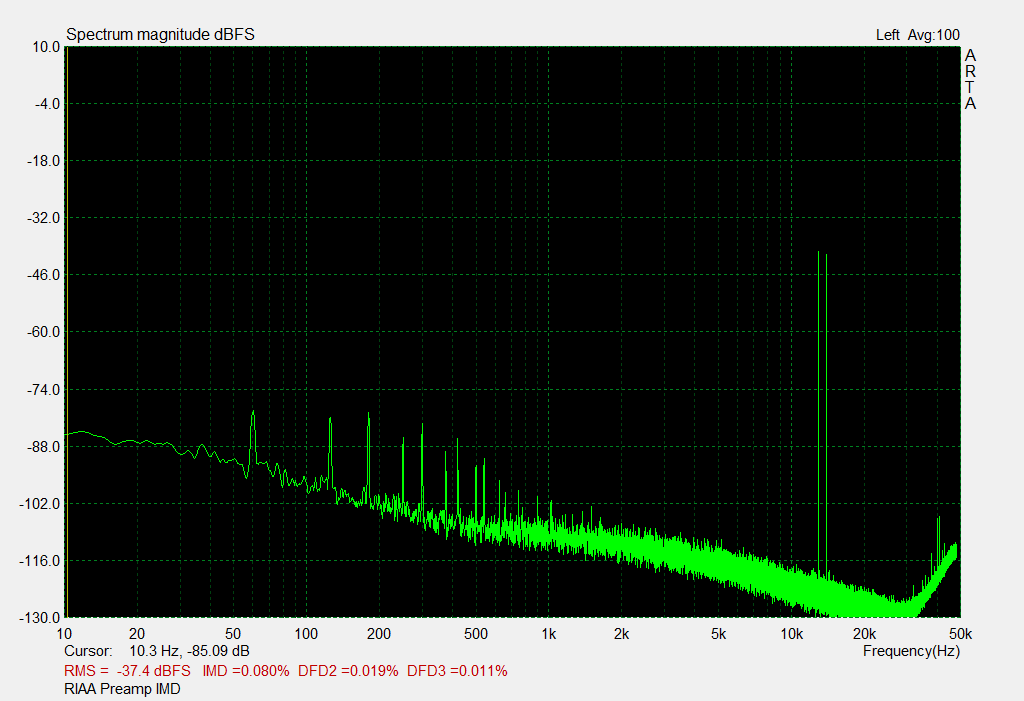 Spectrum magnitude dBFS
Left Avg:100
A
R
T
A
10.0
-4.0
-18.0
-32.0
-46.0
-60.0
-74.0
-88.0
-102.0
-116.0
-130.0
10 20 50 100 200 500 1k 2k 5k 10k 20k 50k
Cursor: 10.3 Hz, -85.09 dB
Frequency(Hz)
RMS = -37.4 dBFS IMD =0.080% DFD2 =0.019% DFD3 =0.011%
RIAA Preamp IMD